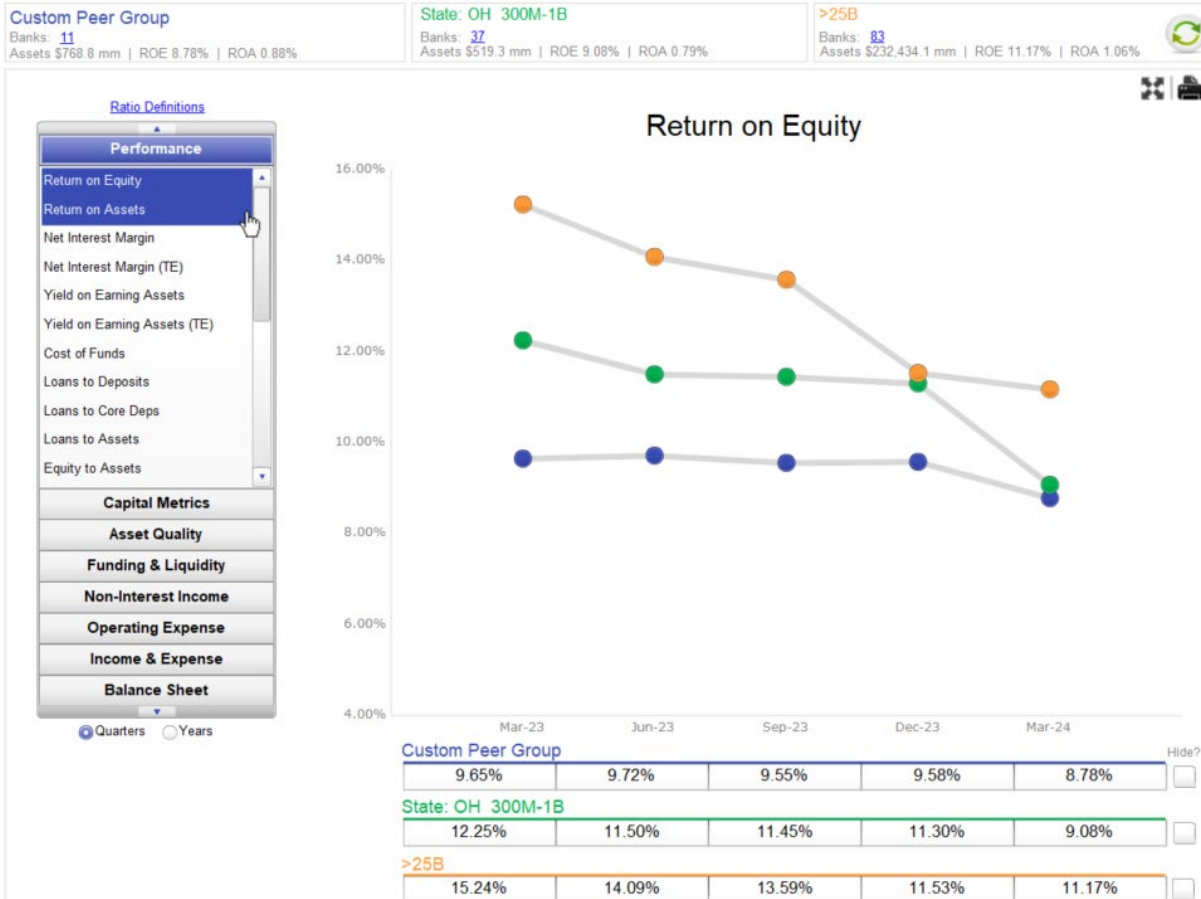 Custom Peer Group
Banks: 11
Assets $768.8 mm | ROE 8.78% | ROA 0.88%
State: OH 300M-1B
Banks: 37
Assets $519.3 mm | ROE 9.08% | ROA 0.79%
>25B
Banks: 83
Assets $232,434.1 mm | ROE 11.17% | ROA 1.06%
Ratio Definitions
Performance
Return on Equity
Return on Assets
Net Interest Margin
Net Interest Margin (TE)
Yield on Earning Assets
Yield on Earning Assets (TE)
Cost of Funds
Loans to Deposits
Loans to Core Deps
Loans to Assets
Equity to Assets
Capital Metrics
Asset Quality
Funding & Liquidity
Non-Interest Income
Operating Expense
Income & Expense
Balance Sheet
Quarters Years
Return on Equity
16.00%
14.00%
12.00%
10.00%
8.00%
6.00%
4.00%
Mar-23 Jun-23 Sep-23 Dec-23 Mar-24
Custom Peer Group Hide?
9.65% 9.72% 9.55% 9.58% 8.78%
State: OH 300M-1B
12.25% 11.50% 11.45% 11.30% 9.08%
>25B
15.24% 14.09% 13.59% 11.53% 11.17%